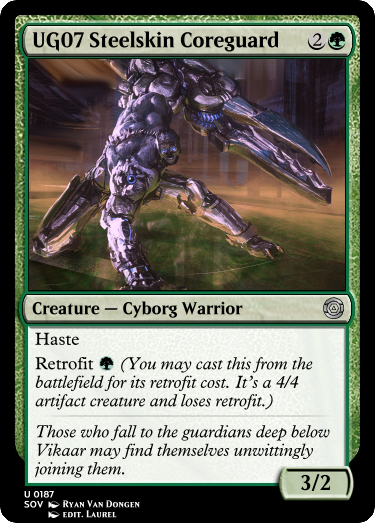 UG07 Steelskin Coreguard 2
Creature — Cyborg Warrior
Haste
Retrofit (You may cast this from the
battlefield for its retrofit cost. It's a 4/4
artifact creature and loses retrofit.)
Those who fall to the guardians deep below
Vikaar may find themselves unwittingly
joining them.
3/2
U 0187
SOV RYAN VAN DONGEN
EDIT. LAUREL